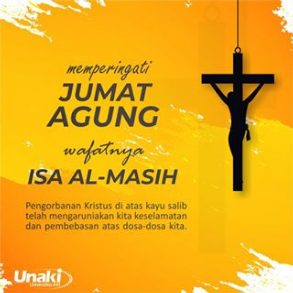 memperingati
JUMAT
AGUNG
wafatnya
ISA AL-MASIH
Pengorbanan Kristus di atas kayu salib
telah mengaruniakan kita keselamatan
dan pembebasan atas dosa-dosa kita.
Unaki